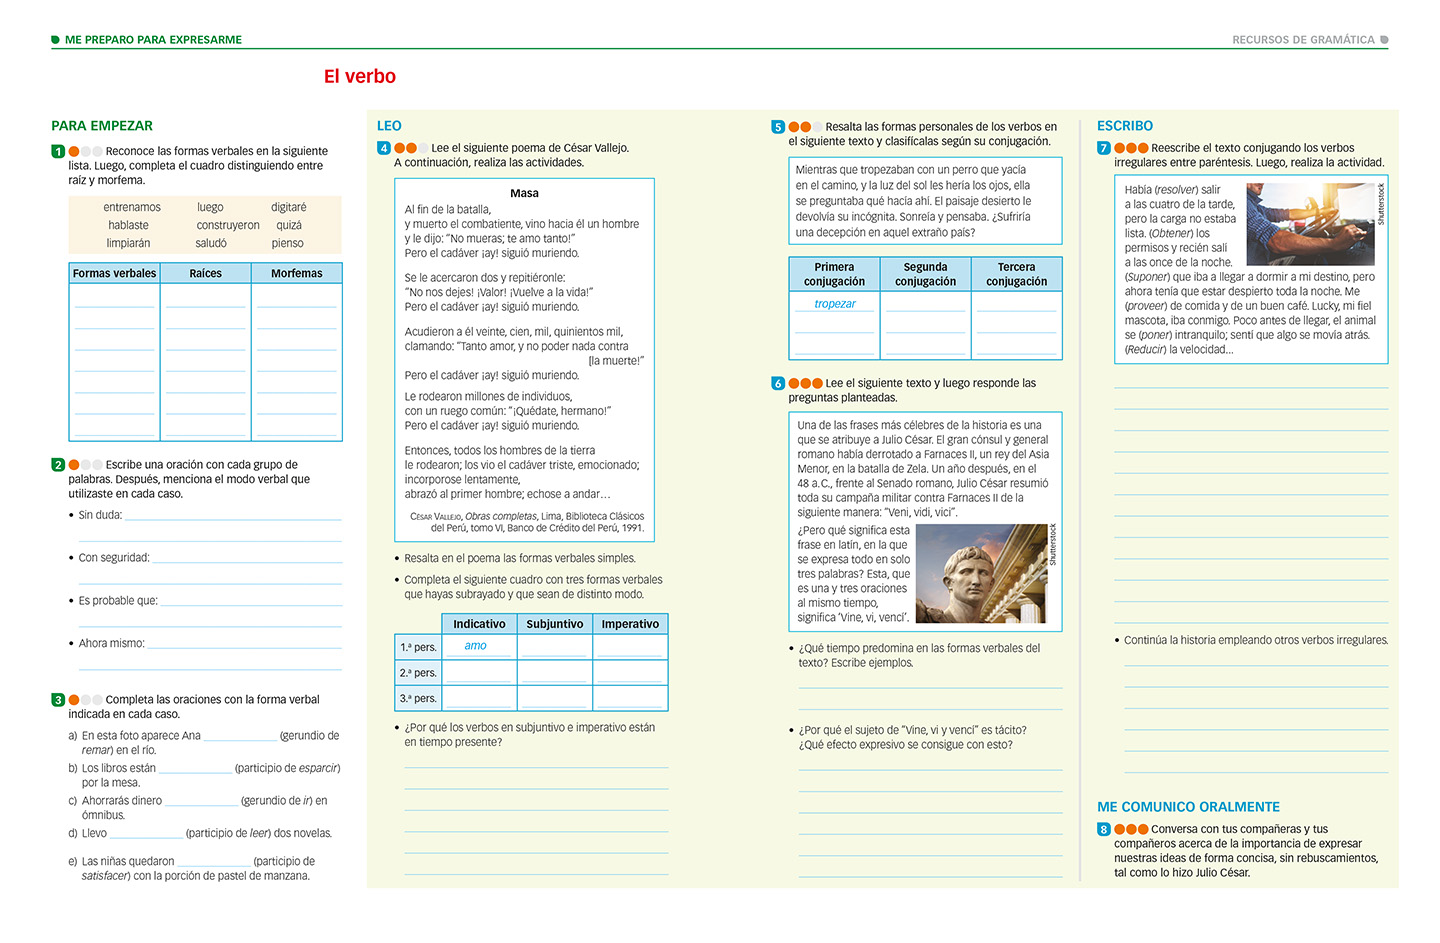 ME PREPARO PARA EXPRESARME
RECURSOS DE GRAMÁTICA
El verbo
PARA EMPEZAR
1 Reconoce las formas verbales en la siguiente
lista. Luego, completa el cuadro distinguiendo entre
raíz y morfema.
entrenamos luego digitaré
hablaste construyeron quizá
limpiarán saludó pienso
Formas verbales Raíces Morfemas
2 Escribe una oración con cada grupo de
palabras. Después, menciona el modo verbal que
utilizaste en cada caso.
• Sin duda:
• Con seguridad:
• Es probable que:
• Ahora mismo:
3 Completa las oraciones con la forma verbal
indicada en cada caso.
a) En esta foto aparece Ana (gerundio de
remar) en el río.
b) Los libros están (participio de esparcir)
por la mesa.
c) Ahorrarás dinero (gerundio de ir) en
ómnibus.
d) Llevo (participio de leer) dos novelas.
e) Las niñas quedaron (participio de
satisfacer) con la porción de pastel de manzana.
LEO
4 Lee el siguiente poema de César Vallejo.
A continuación, realiza las actividades.
Masa
Al fin de la batalla,
y muerto el combatiente, vino hacia él un hombre
y le dijo: “No mueras; te amo tanto!”
Pero el cadáver ¡ay! siguió muriendo.
Se le acercaron dos y repitiéronle:
“No nos dejes! ¡Valor! ¡Vuelve a la vida!”
Pero el cadáver ¡ay! siguió muriendo.
Acudieron a él veinte, cien, mil, quinientos mil,
clamando: “Tanto amor, y no poder nada contra
[la muerte!”
Pero el cadáver ¡ay! siguió muriendo.
Le rodearon millones de individuos,
con un ruego común: “¡Quédate, hermano!”
Pero el cadáver ¡ay! siguió muriendo.
Entonces, todos los hombres de la tierra
le rodearon; los vio el cadáver triste, emocionado;
incorporose lentamente,
abrazó al primer hombre; echose a andar…
César Vallejo, Obras completas, Lima, Biblioteca Clásicos
del Perú, tomo VI, Banco de Crédito del Perú, 1991.
• Resalta en el poema las formas verbales simples.
• Completa el siguiente cuadro con tres formas verbales
que hayas subrayado y que sean de distinto modo.
Indicativo Subjuntivo Imperativo
1.ª pers. amo
2.ª pers.
3.ª pers.
• ¿Por qué los verbos en subjuntivo e imperativo están
en tiempo presente?
5 Resalta las formas personales de los verbos en
el siguiente texto y clasifícalas según su conjugación.
Mientras que tropezaban con un perro que yacía
en el camino, y la luz del sol les hería los ojos, ella
se preguntaba qué hacía ahí. El paisaje desierto le
devolvía su incógnita. Sonreía y pensaba. ¿Sufriría
una decepción en aquel extraño país?
Primera conjugación Segunda conjugación Tercera conjugación
tropezar
6 Lee el siguiente texto y luego responde las
preguntas planteadas.
Una de las frases más célebres de la historia es una
que se atribuye a Julio César. El gran cónsul y general
romano había derrotado a Farnaces II, un rey del Asia
Menor, en la batalla de Zela. Un año después, en el
48 a.C., frente al Senado romano, Julio César resumió
toda su campaña militar contra Farnaces II de la
siguiente manera: “Veni, vidi, vici”.
¿Pero qué significa esta
frase en latín, en la que
se expresa todo en solo
tres palabras? Esta, que
es una y tres oraciones
al mismo tiempo,
significa ‘Vine, vi, vencí’.
Shutterstock
• ¿Qué tiempo predomina en las formas verbales del
texto? Escribe ejemplos.
• ¿Por qué el sujeto de “Vine, vi y vencí” es tácito?
¿Qué efecto expresivo se consigue con esto?
ESCRIBO
7 Reescribe el texto conjugando los verbos
irregulares entre paréntesis. Luego, realiza la actividad.
Había (resolver) salir
a las cuatro de la tarde,
pero la carga no estaba
lista. (Obtener) los
permisos y recién salí
a las once de la noche.
(Suponer) que iba a llegar a dormir a mi destino, pero
ahora tenía que estar despierto toda la noche. Me
(proveer) de comida y de un buen café. Lucky, mi fiel
mascota, iba conmigo. Poco antes de llegar, el animal
se (poner) intranquilo; sentí que algo se movía atrás.
(Reducir) la velocidad…
Shutterstock
• Continúa la historia empleando otros verbos irregulares.
ME COMUNICO ORALMENTE
8 Conversa con tus compañeras y tus
compañeros acerca de la importancia de expresar
nuestras ideas de forma concisa, sin rebuscamientos,
tal como lo hizo Julio César.